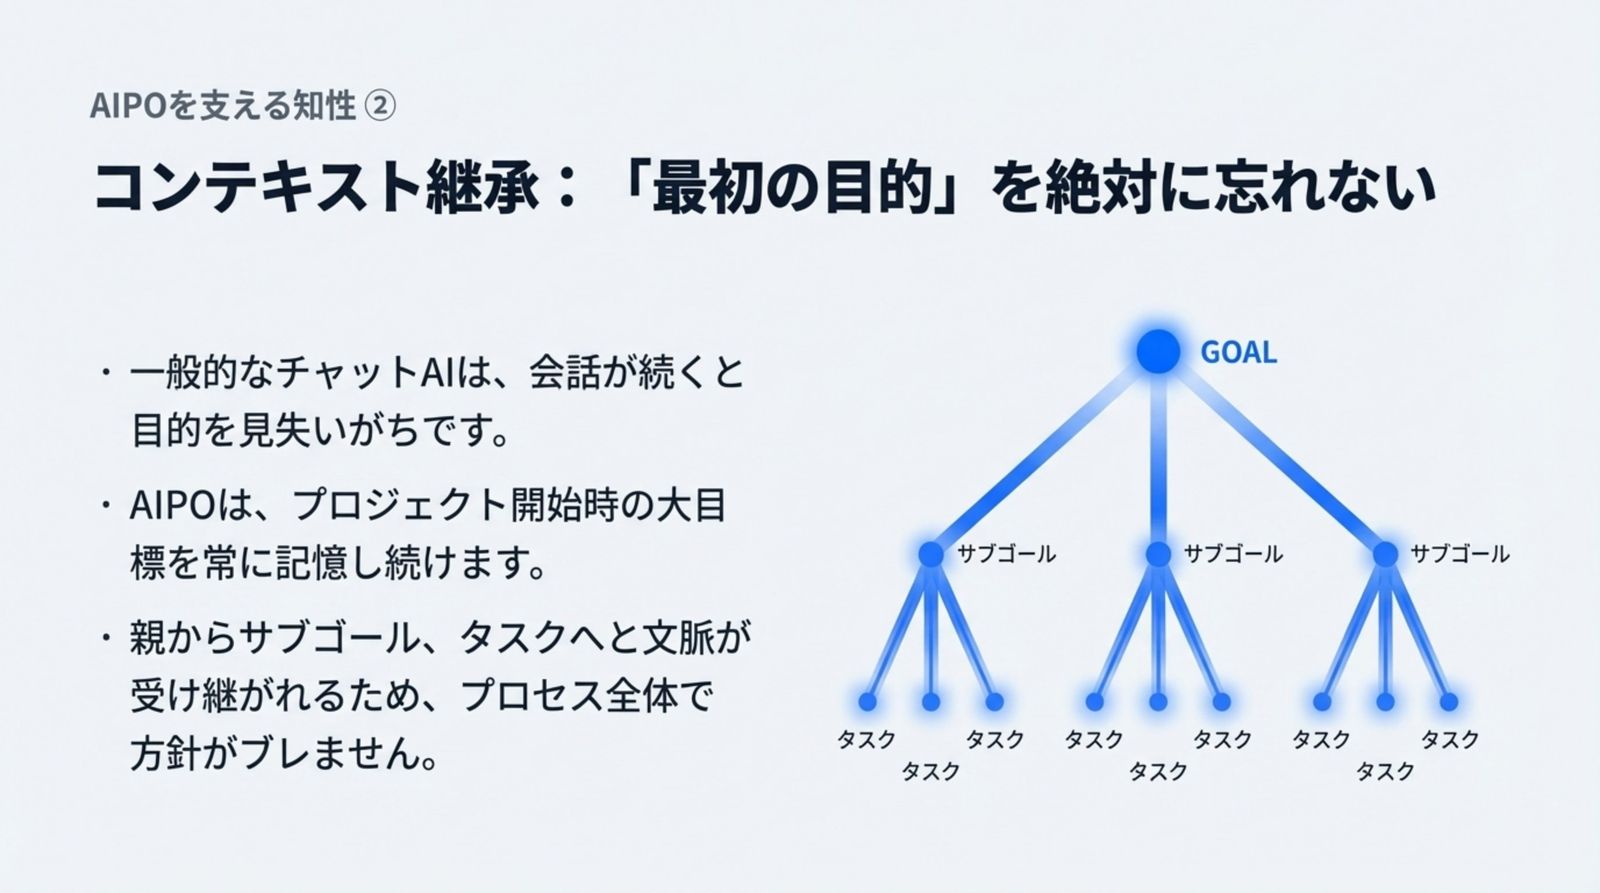 AIPOを支える知性 ②
コンテキスト継承：「最初の目的」を絶対に忘れない
・一般的なチャットAIは、会話が続くと
目的を見失いがちです。
・AIPOは、プロジェクト開始時の大目
標を常に記憶し続けます。
・親からサブゴール、タスクへと文脈が
受け継がれるため、プロセス全体で
方針がブレません。
GOAL
サブゴール
サブゴール
サブゴール
タスク
タスク
タスク
タスク
タスク
タスク
タスク
タスク
タスク